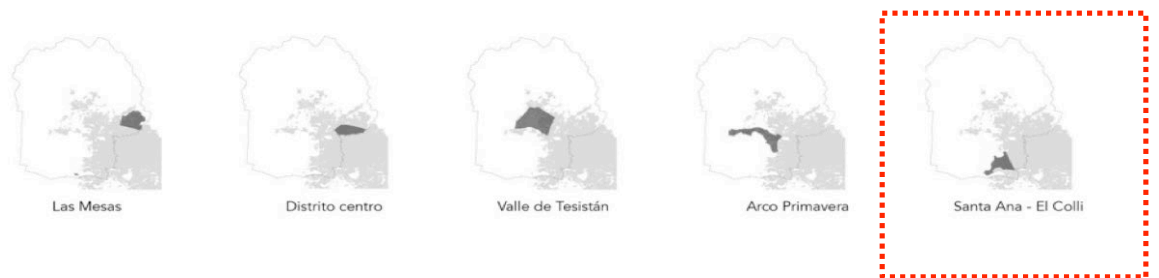 Las Mesas
Distrito centro
Valle de Tesistán
Arco Primavera
Santa Ana - El Colli